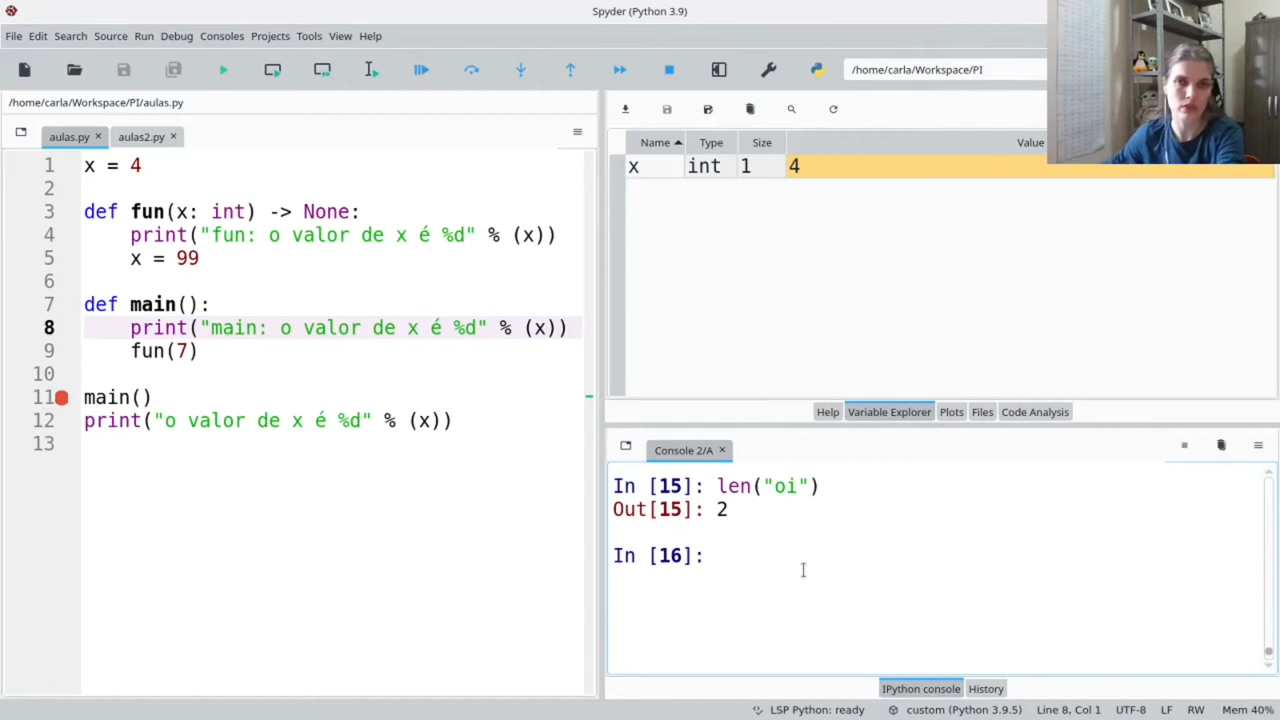 Spyder (Python 3.9)
File Edit Search Source Run Debug Consoles Projects Tools View Help
/home/carla/Workspace/PI
/home/carla/Workspace/PI/aulas.py
aulas.py aulas2.py
1 x = 4
2
3 def fun(x: int) -> None:
4 print("fun: o valor de x é %d" % (x))
5 x = 99
6
7 def main():
8 print("main: o valor de x é %d" % (x))
9 fun(7)
10
11 main()
12 print("o valor de x é %d" % (x))
13
Name Type Size Value
x int 1 4
Help Variable Explorer Plots Files Code Analysis
Console 2/A
In [15]: len("oi")
Out[15]: 2
In [16]:
IPython console History
LSP Python: ready custom (Python 3.9.5) Line 8, Col 1 UTF-8 LF RW Mem 40%